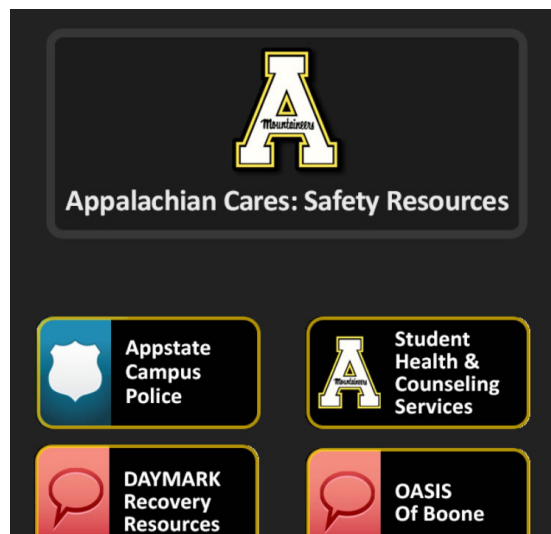 Mountaineers
Appalachian Cares: Safety Resources
Appstate
Campus
Police
Mountaineers
Student
Health &
Counseling
Services
DAYMARK
Recovery
Resources
OASIS
Of Boone